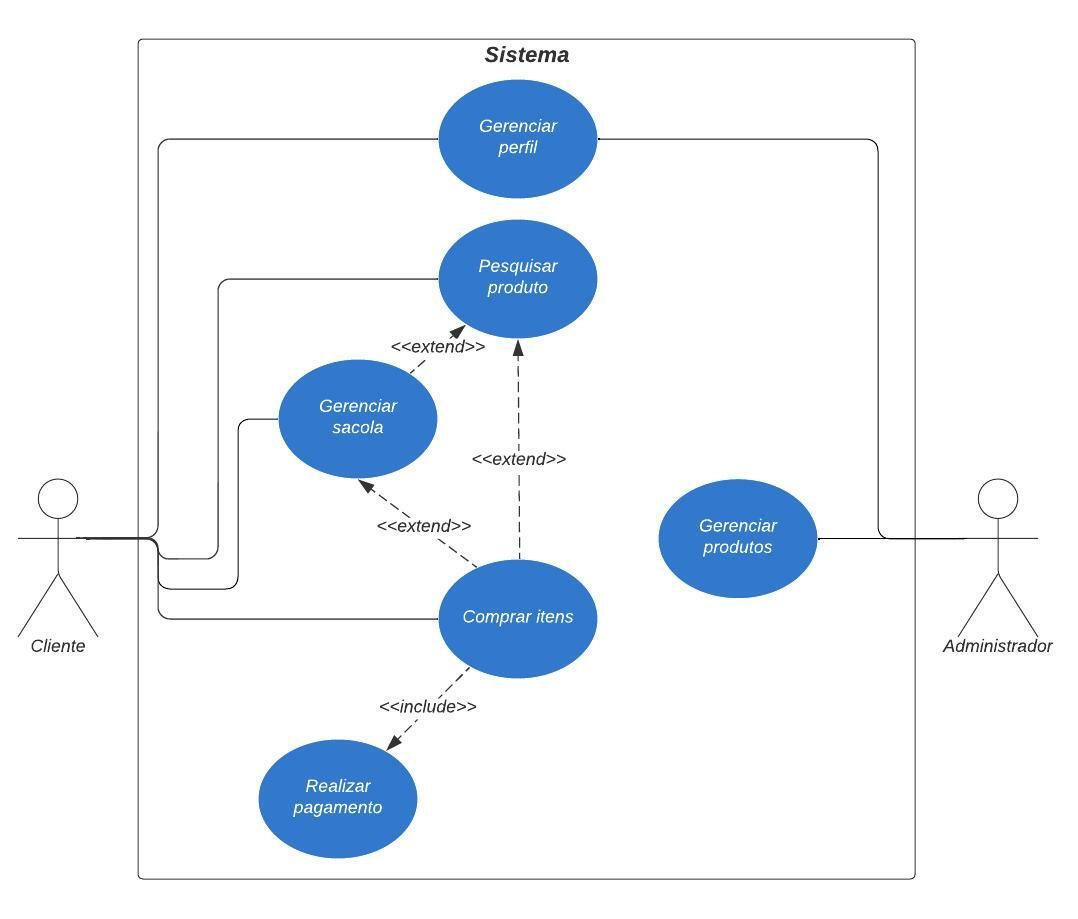 Sistema
Gerenciar
perfil
Pesquisar
produto
<<extend>>
Gerenciar
sacola
<<extend>>
<<extend>>
Gerenciar
produtos
Comprar itens
Cliente
Administrador
<<include>>
Realizar
pagamento